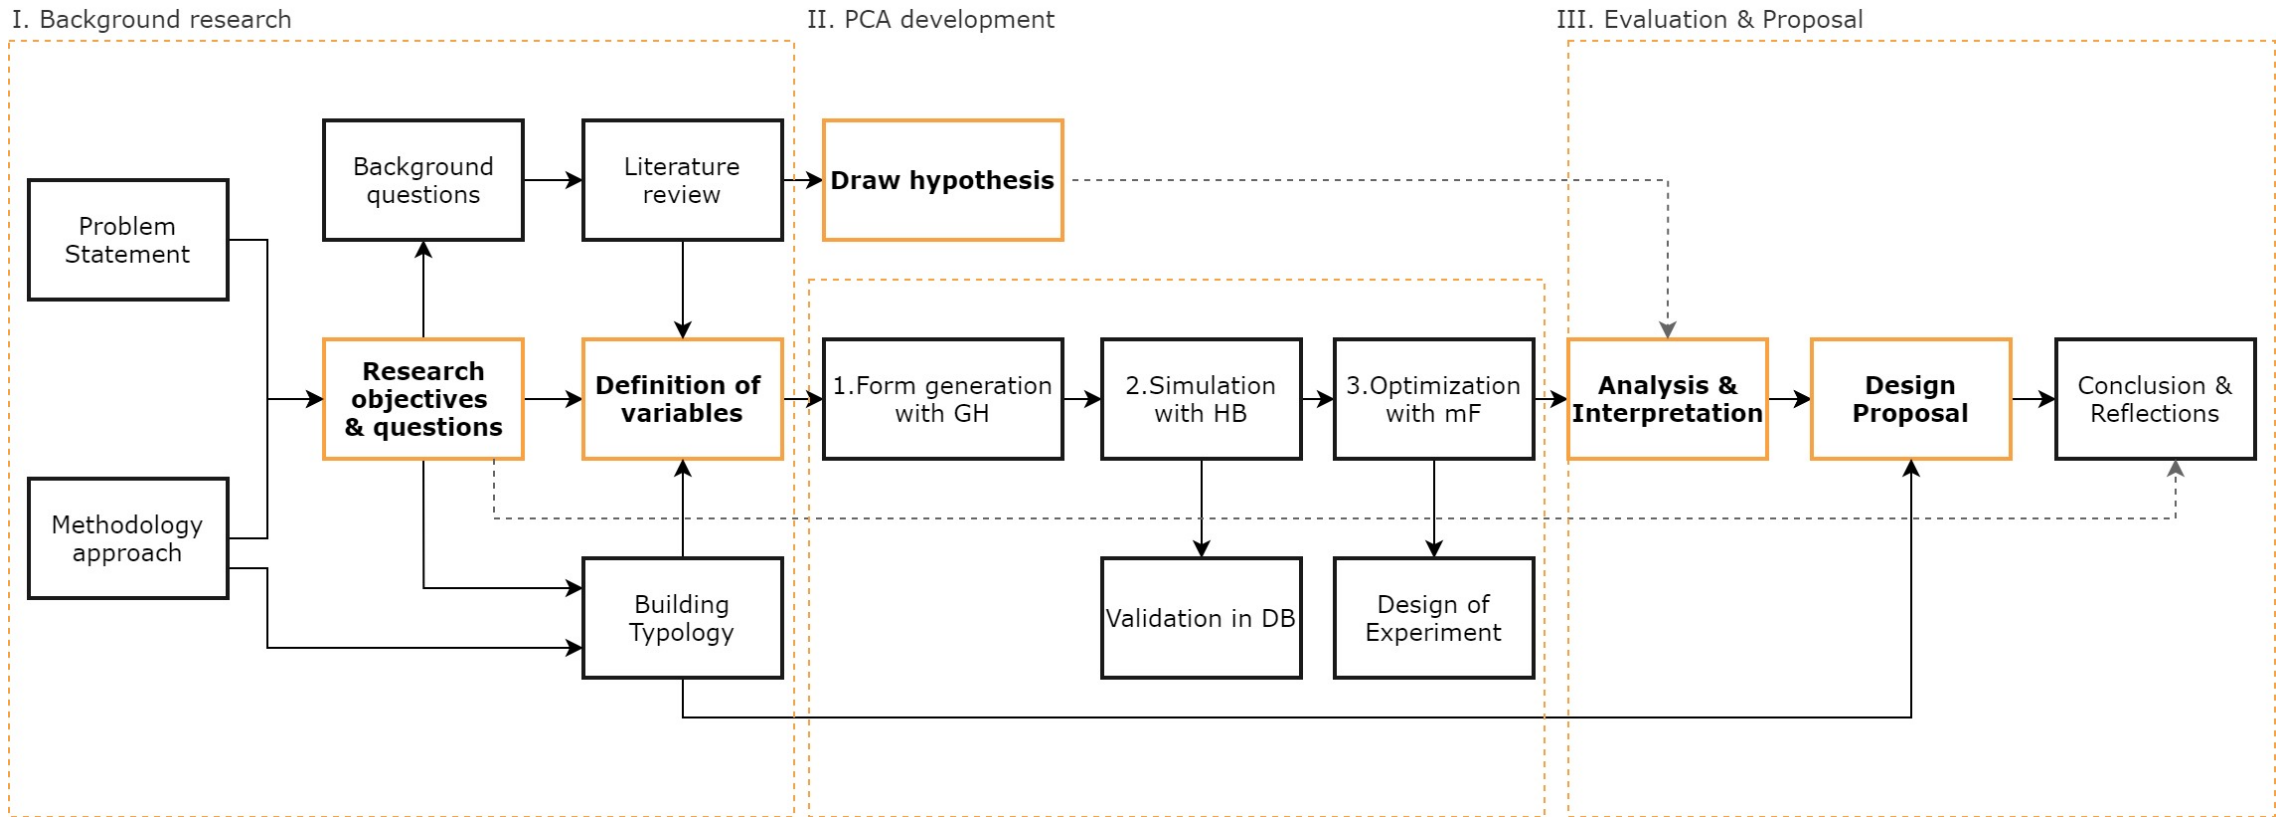 I. Background research
II. PCA development
III. Evaluation & Proposal
Background
questions
Literature
review
Draw hypothesis
Problem
Statement
Research
objectives
& questions
Definition of
variables
1.Form generation
with GH
2.Simulation
with HB
3.Optimization
with mF
Analysis &
Interpretation
Design
Proposal
Conclusion &
Reflections
Methodology
approach
Building
Typology
Validation in DB
Design of
Experiment